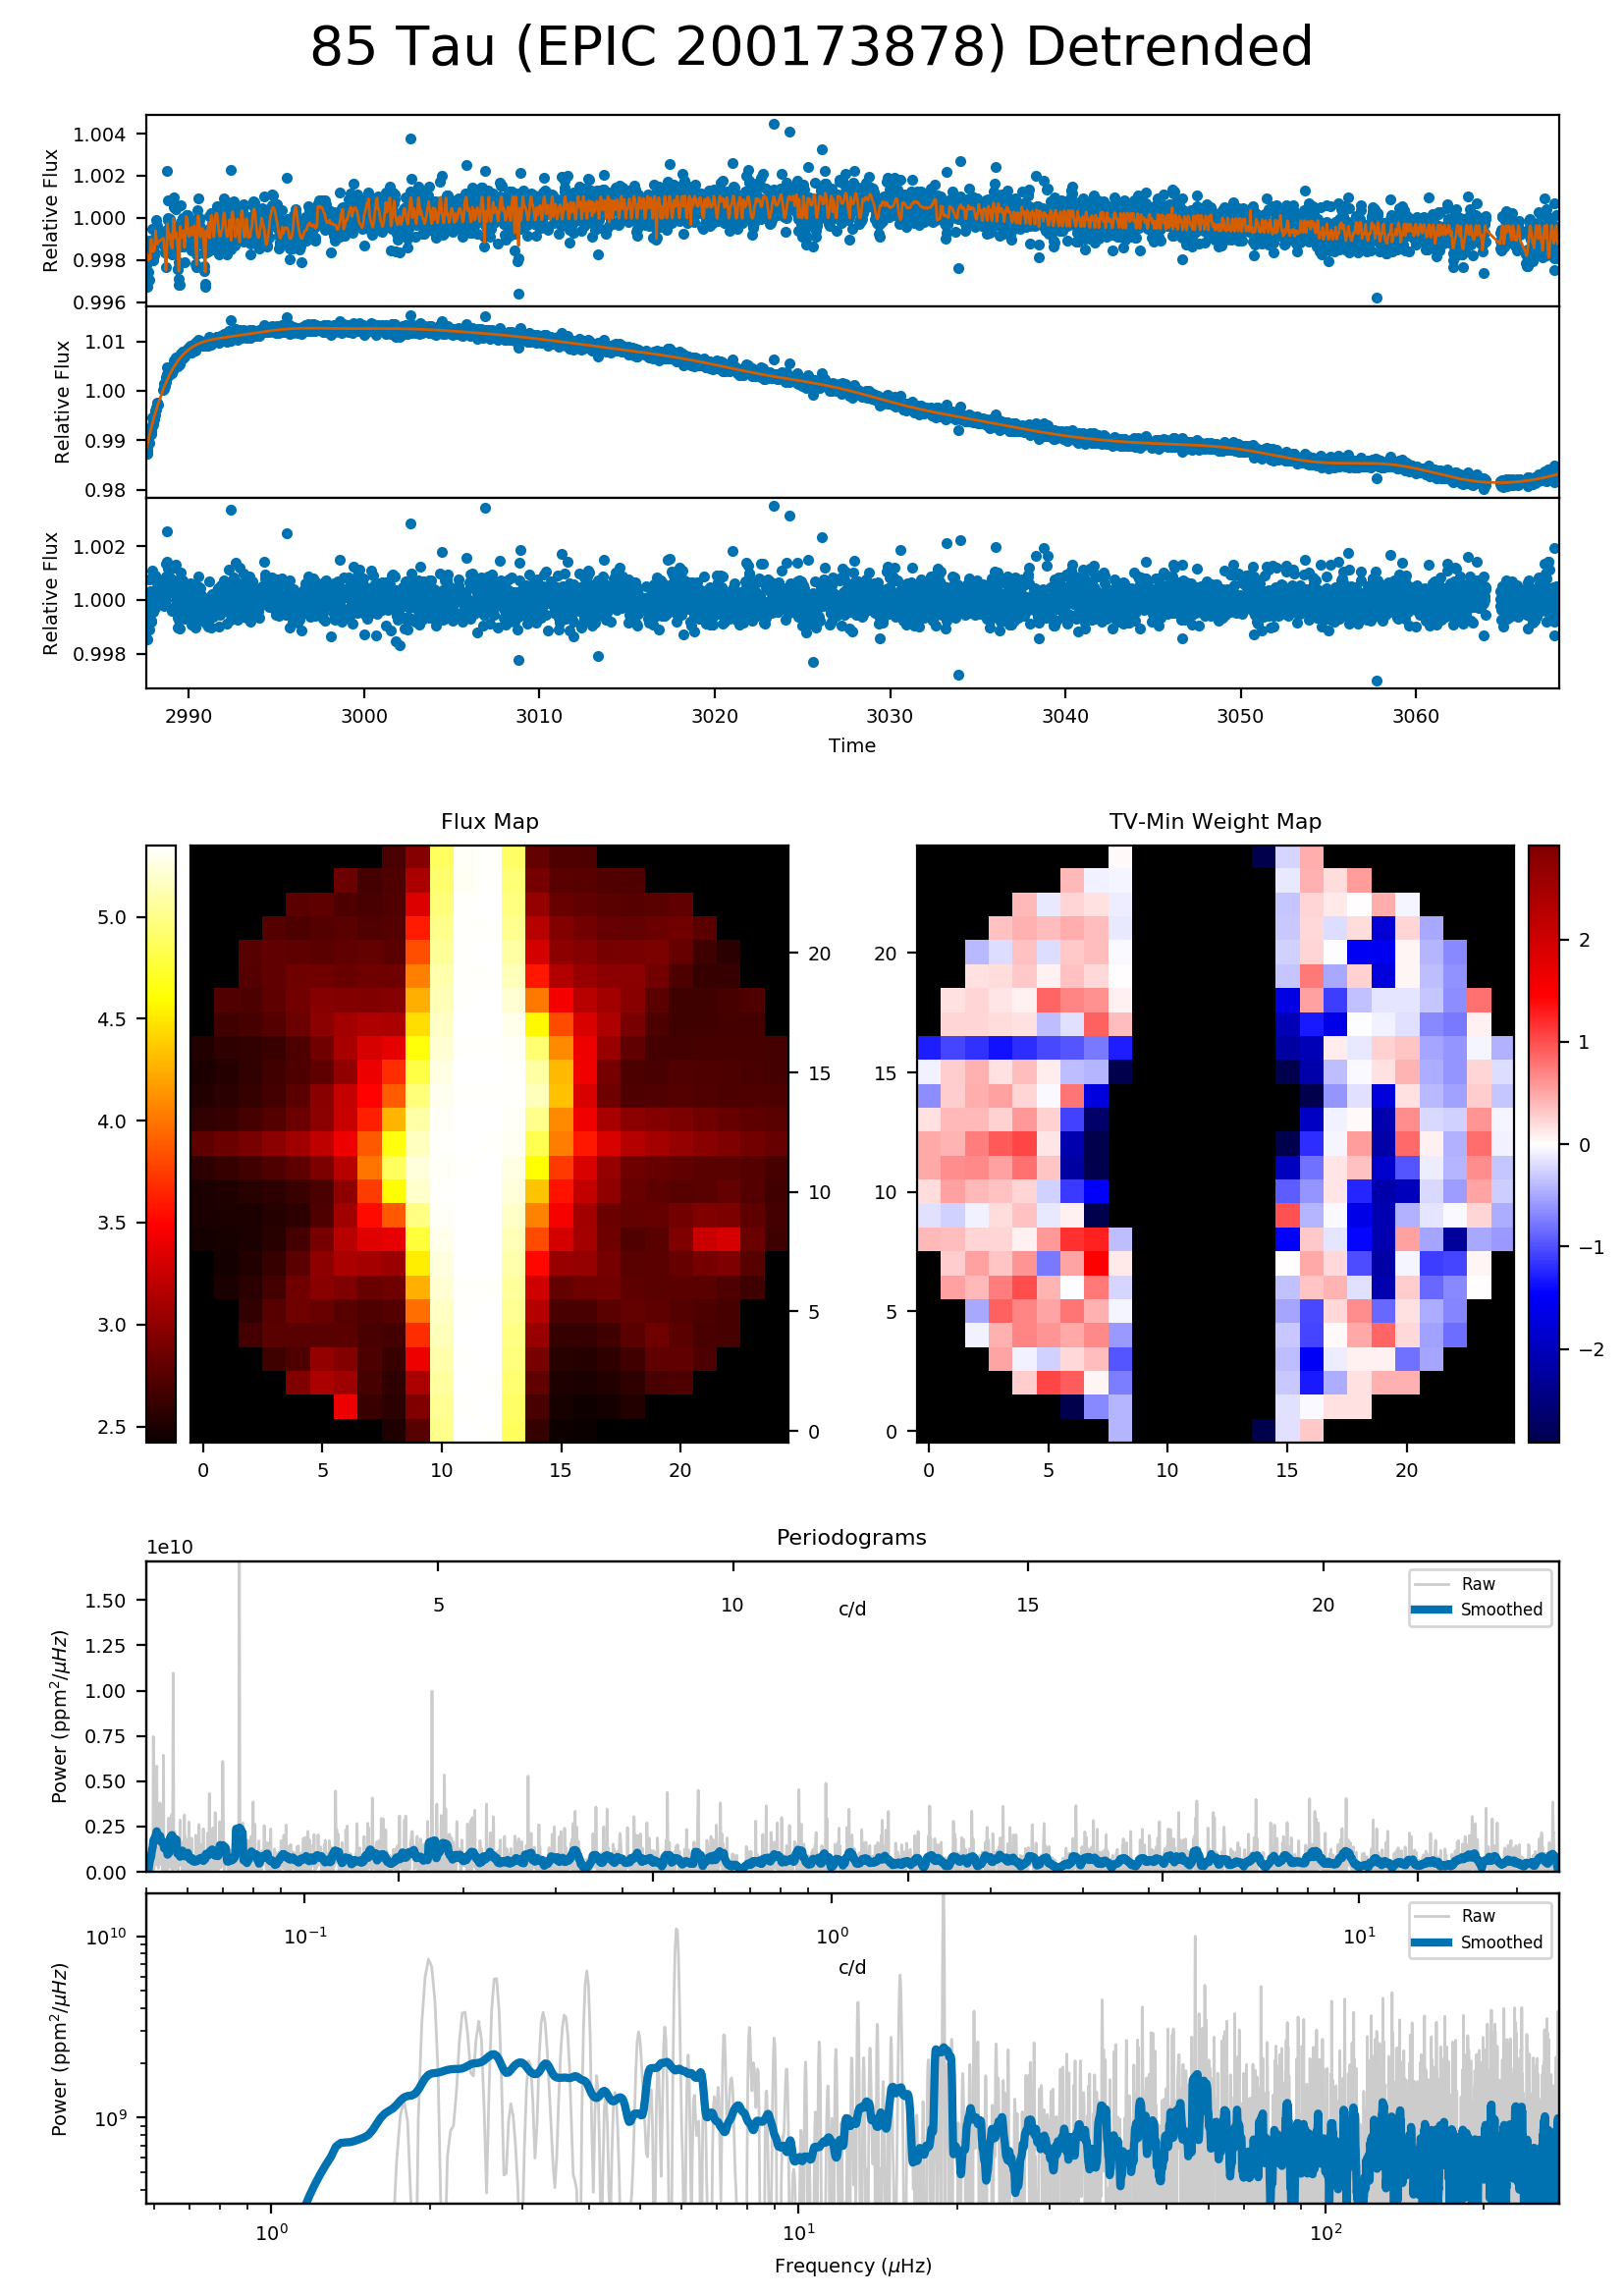 85 Tau (EPIC 200173878) Detrended
Relative Flux
1.004
1.002
1.000
0.998
0.996
Relative Flux
1.01
1.00
0.99
0.98
Relative Flux
1.002
1.000
0.998
2990 3000 3010 3020 3030 3040 3050 3060
Time
Flux Map
5.0
4.5
4.0
3.5
3.0
2.5
20
15
10
5
0
0 5 10 15 20
TV-Min Weight Map
20
15
10
5
0
0 5 10 15 20
2
1
0
−1
−2
Periodograms
1e10
Power (ppm²/μHz)
1.50
1.25
1.00
0.75
0.50
0.25
0.00
5 10 15 20
c/d
Raw
Smoothed
Power (ppm²/μHz)
10¹⁰
10⁹
10⁻¹ 10⁰ 10¹
c/d
Raw
Smoothed
10⁰ 10¹ 10²
Frequency (μHz)